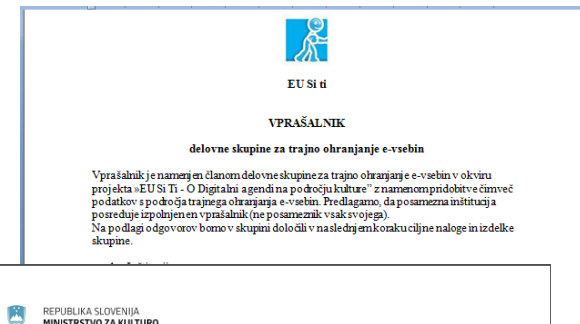 EU Si ti
VPRAŠALNIK
delovne skupine za trajno ohranjanje e-vsebin
Vprašalnik je namenjen članom delovne skupine za trajno ohranjanje e-vsebin v okviru
projekta »EU Si Ti - O Digitalni agendi na področju kulture” z namenom pridobitve čim več
podatkov s področja trajnega ohranjanja e-vsebin. Predlagamo, da posamezna inštitucija
posreduje izpolnjenen vprašalnik (ne posameznik vsak svojega).
Na podlagi odgovorov bomo v skupini določili v naslednjem koraku ciljne naloge in izdelke
skupine.
REPUBLIKA SLOVENIJA
MINISTRSTVO ZA KULTURO